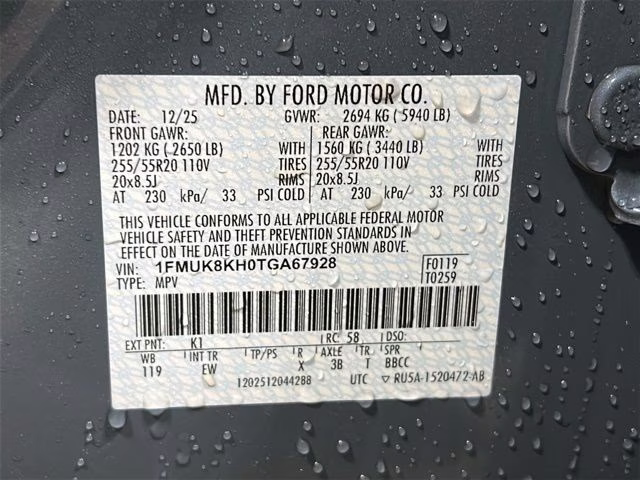 MFD. BY FORD MOTOR CO.
DATE: 12/25 GVWR: 2694 KG ( 5940 LB)
FRONT GAWR: REAR GAWR:
1202 KG ( 2650 LB) WITH 1560 KG ( 3440 LB) WITH
255/55R20 110V TIRES 255/55R20 110V TIRES
20x8.5J RIMS 20x8.5J RIMS
AT 230 kPa/ 33 PSI COLD AT 230 kPa/ 33 PSI COLD
THIS VEHICLE CONFORMS TO ALL APPLICABLE FEDERAL MOTOR
VEHICLE SAFETY AND THEFT PREVENTION STANDARDS IN
EFFECT ON THE DATE OF MANUFACTURE SHOWN ABOVE.
VIN: 1FMUK8KH0TGA67928 F0119
TYPE: MPV T0259
EXT PNT: K1 RC: 58 DSO:
WB INT TR TP/PS R AXLE TR SPR
119 EW X 3B T BBCC
1202512044288 UTC ▽ RU5A-1520472-AB